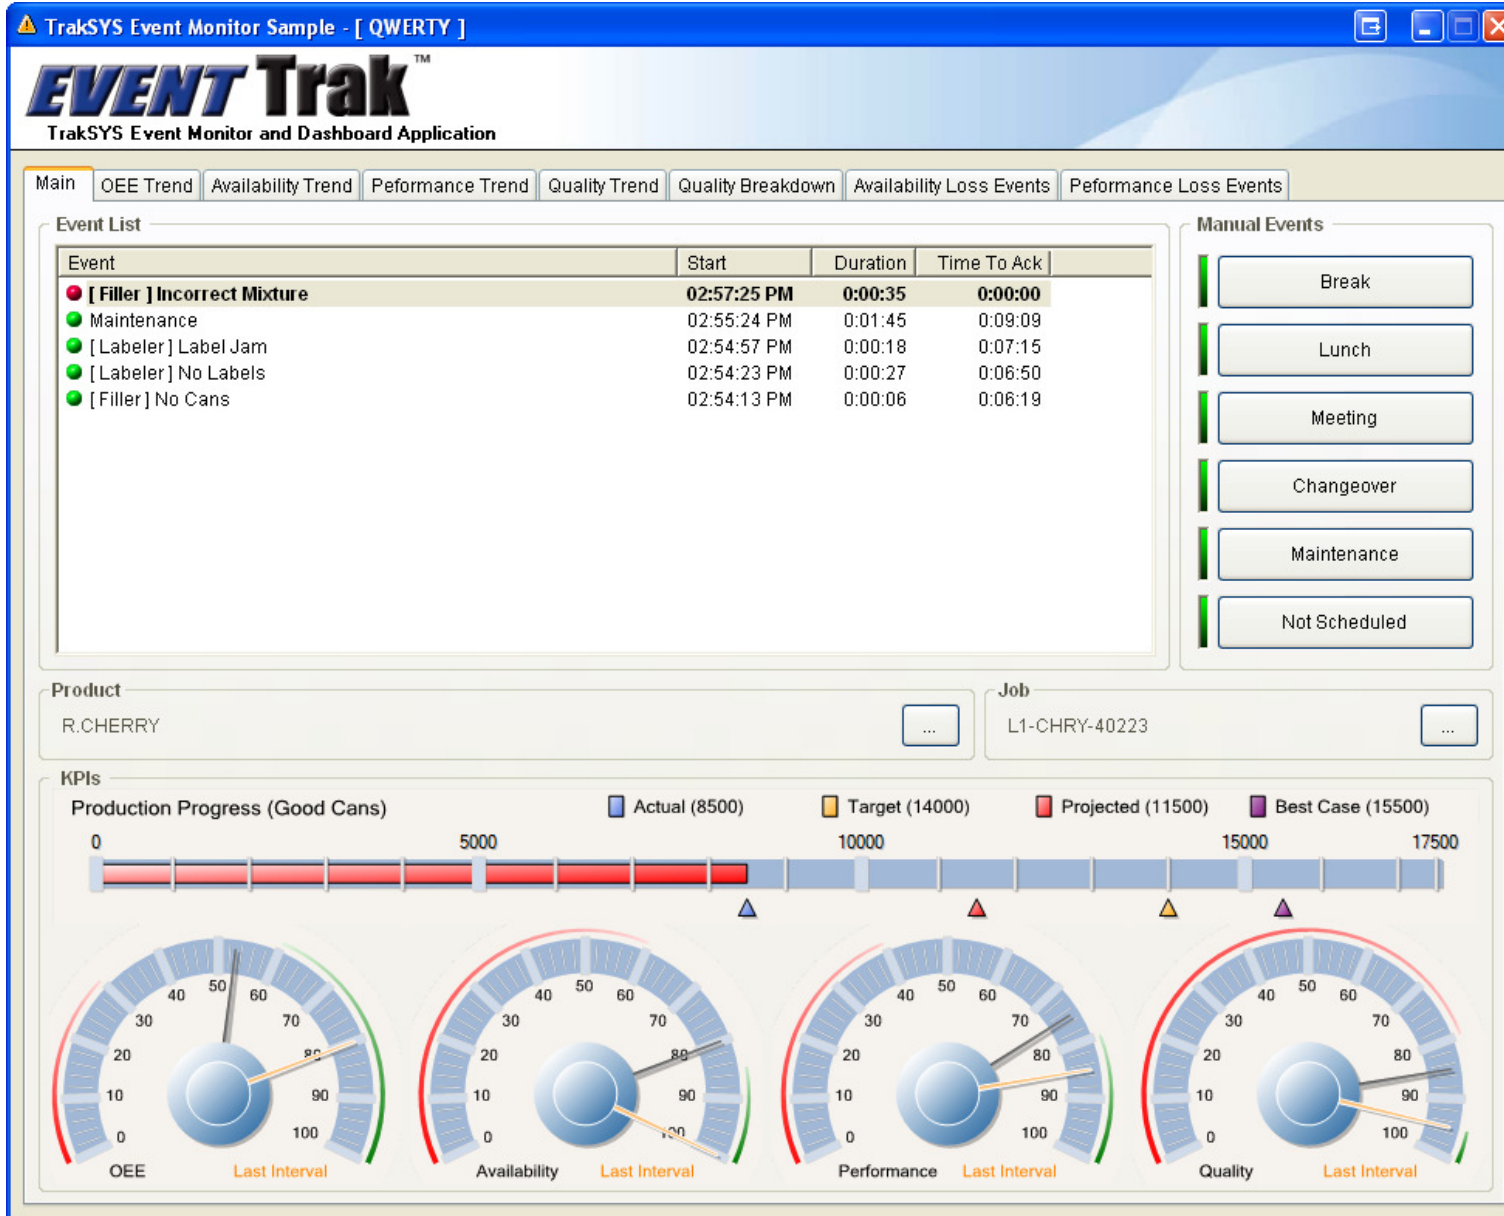 TrakSYS Event Monitor Sample - [ QWERTY ]
EVENT Trak™
TrakSYS Event Monitor and Dashboard Application
Main OEE Trend Availability Trend Peformance Trend Quality Trend Quality Breakdown Availability Loss Events Peformance Loss Events
Event List
Event Start Duration Time To Ack
[ Filler ] Incorrect Mixture 02:57:25 PM 0:00:35 0:00:00
Maintenance 02:55:24 PM 0:01:45 0:09:09
[ Labeler ] Label Jam 02:54:57 PM 0:00:18 0:07:15
[ Labeler ] No Labels 02:54:23 PM 0:00:27 0:06:50
[ Filler ] No Cans 02:54:13 PM 0:00:06 0:06:19
Manual Events
Break
Lunch
Meeting
Changeover
Maintenance
Not Scheduled
Product
R.CHERRY ...
Job
L1-CHRY-40223 ...
KPIs
Production Progress (Good Cans) Actual (8500) Target (14000) Projected (11500) Best Case (15500)
0 5000 10000 15000 17500
0 10 20 30 40 50 60 70 80 90 100
OEE Last Interval
0 10 20 30 40 50 60 70 80 90 100
Availability Last Interval
0 10 20 30 40 50 60 70 80 90 100
Performance Last Interval
0 10 20 30 40 50 60 70 80 90 100
Quality Last Interval